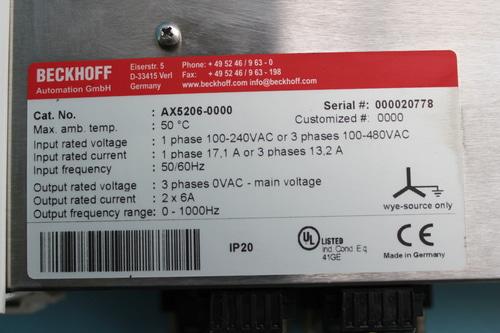 BECKHOFF
Automation GmbH
Eiserstr. 5
D-33415 Verl
Germany
Phone: + 49 52 46 / 9 63 - 0
Fax: + 49 52 46 / 9 63 - 198
www.beckhoff.com info@beckhoff.com
Cat. No. : AX5206-0000 Serial #: 000020778
Max. amb. temp. : 50 °C Customized #: 0000
Input rated voltage : 1 phase 100-240VAC or 3 phases 100-480VAC
Input rated current : 1 phase 17,1 A or 3 phases 13,2 A
Input frequency : 50/60Hz
Output rated voltage : 3 phases 0VAC - main voltage
Output rated current : 2 x 6A
Output frequency range: 0 - 1000Hz
wye-source only
IP20
UL LISTED
Ind. Cond. Eq.
41GE
CE
Made in Germany